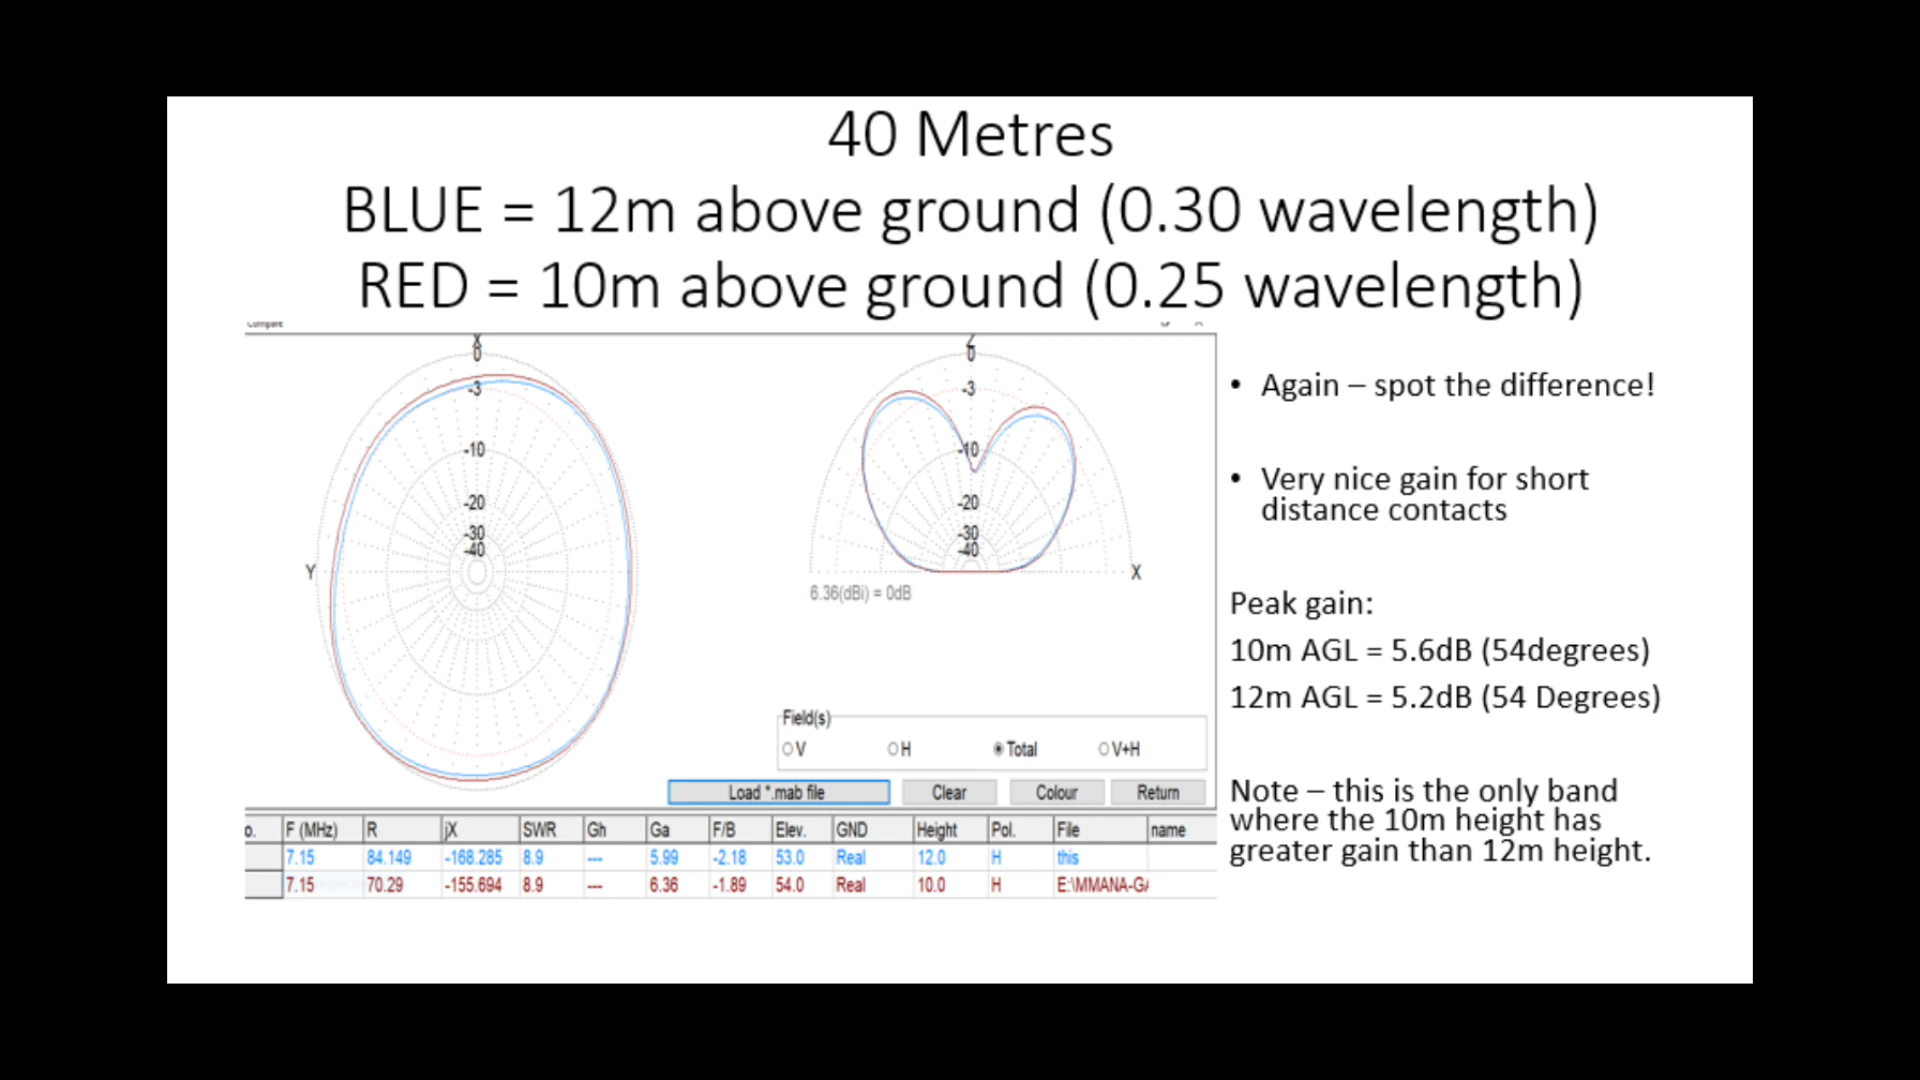 40 Metres
BLUE = 12m above ground (0.30 wavelength)
RED = 10m above ground (0.25 wavelength)
Compare
X
0
-3
-10
-20
-30
-40
Y
Z
0
-3
-10
-20
-30
-40
X
6.36(dBi) = 0dB
Field(s)
V H Total V+H
Load *.mab file Clear Colour Return
o. F (MHz) R jX SWR Gh Ga F/B Elev. GND Height Pol. File name
7.15 84.149 -168.285 8.9 --- 5.99 -2.18 53.0 Real 12.0 H this
7.15 70.29 -155.694 8.9 --- 6.36 -1.89 54.0 Real 10.0 H E:\MMANA-GA
• Again – spot the difference!
• Very nice gain for short
distance contacts
Peak gain:
10m AGL = 5.6dB (54degrees)
12m AGL = 5.2dB (54 Degrees)
Note – this is the only band
where the 10m height has
greater gain than 12m height.